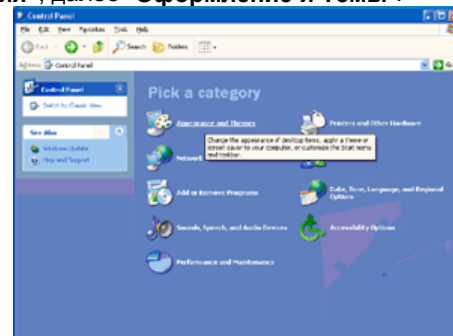 , далее "Оформление и темы".
Control Panel
File Edit View Favorites Tools Help
Back Search Folders
Address Control Panel Go
Control Panel
Switch to Classic View
See Also
Windows Update
Help and Support
Pick a category
Appearance and Themes
Printers and Other Hardware
Change the appearance of desktop items, apply a theme or
screen saver to your computer, or customize the Start menu
and taskbar.
Network
Add or Remove Programs
Date, Time, Language, and Regional
Options
Sounds, Speech, and Audio Devices
Accessibility Options
Performance and Maintenance